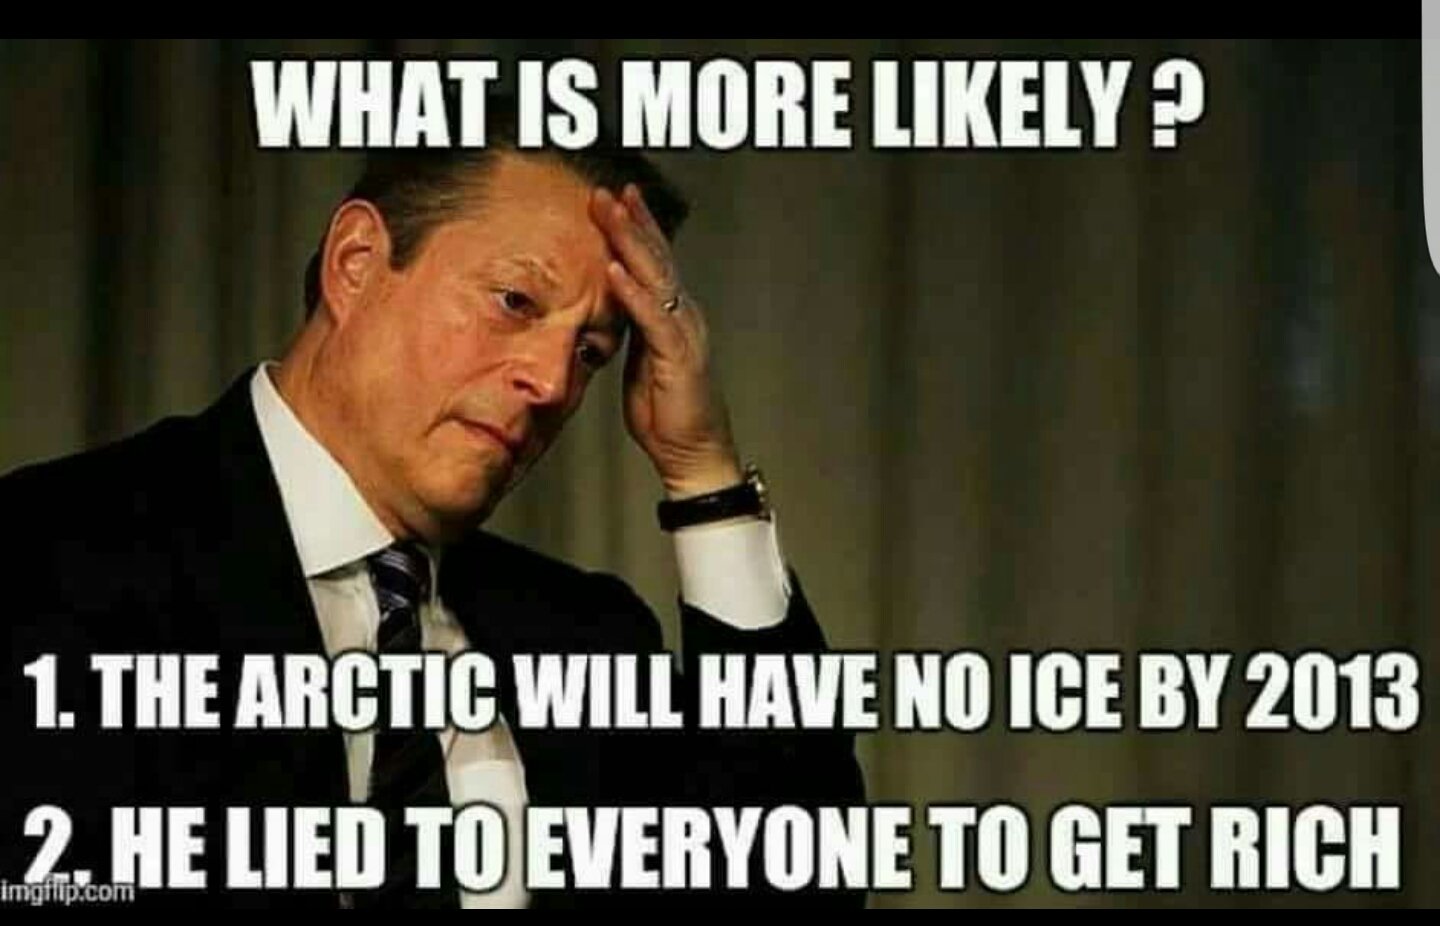 WHAT IS MORE LIKELY ?
1. THE ARCTIC WILL HAVE NO ICE BY 2013
2. HE LIED TO EVERYONE TO GET RICH
imgflip.com